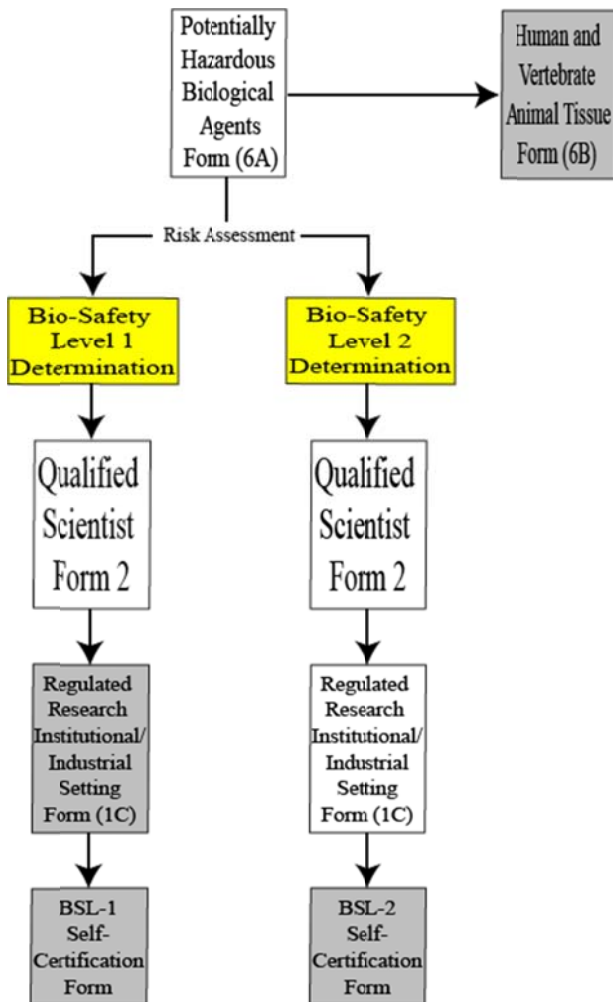 Potentially
Hazardous
Biological
Agents
Form (6A)
Human and
Vertebrate
Animal Tissue
Form (6B)
Risk Assessment
Bio-Safety
Level 1
Determination
Bio-Safety
Level 2
Determination
Qualified
Scientist
Form 2
Qualified
Scientist
Form 2
Regulated
Research
Institutional/
Industrial
Setting
Form (1C)
Regulated
Research
Institutional/
Industrial
Setting
Form (1C)
BSL-1
Self-
Certification
Form
BSL-2
Self-
Certification
Form